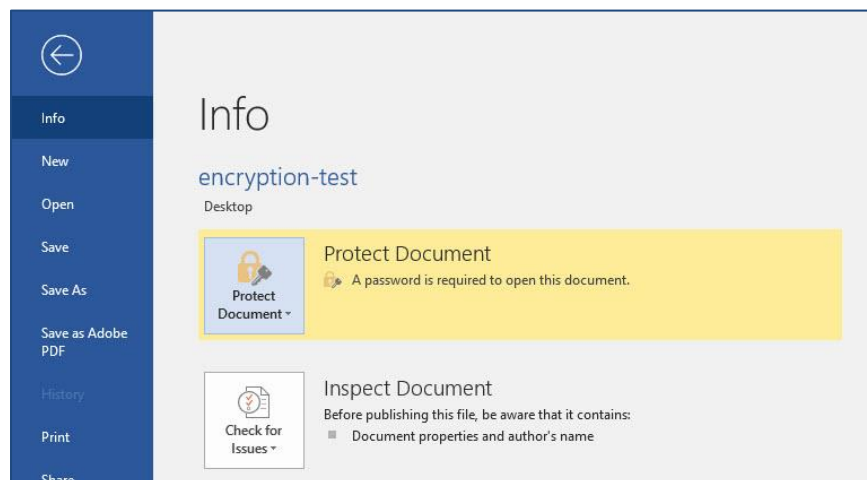 Info
New
Open
Save
Save As
Save as Adobe
PDF
History
Print
Share
Info
encryption-test
Desktop
Protect
Document
Protect Document
A password is required to open this document.
Check for
Issues
Inspect Document
Before publishing this file, be aware that it contains:
Document properties and author's name